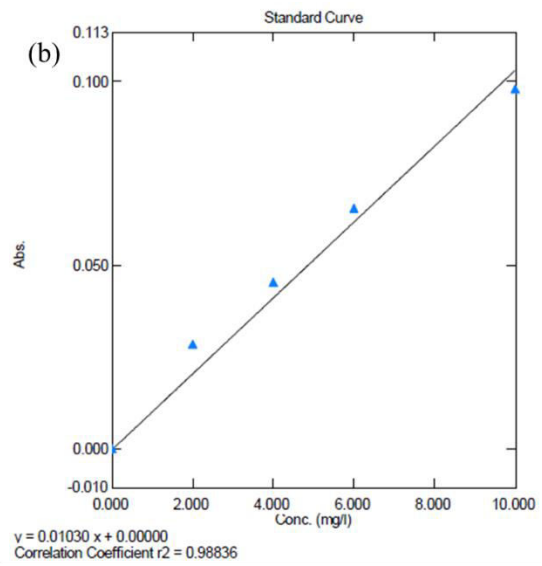 Standard Curve
(b)
0.113
0.100
Abs.
0.050
0.000
-0.010
0.000 2.000 4.000 6.000 8.000 10.000
Conc. (mg/l)
y = 0.01030 x + 0.00000
Correlation Coefficient r2 = 0.98836